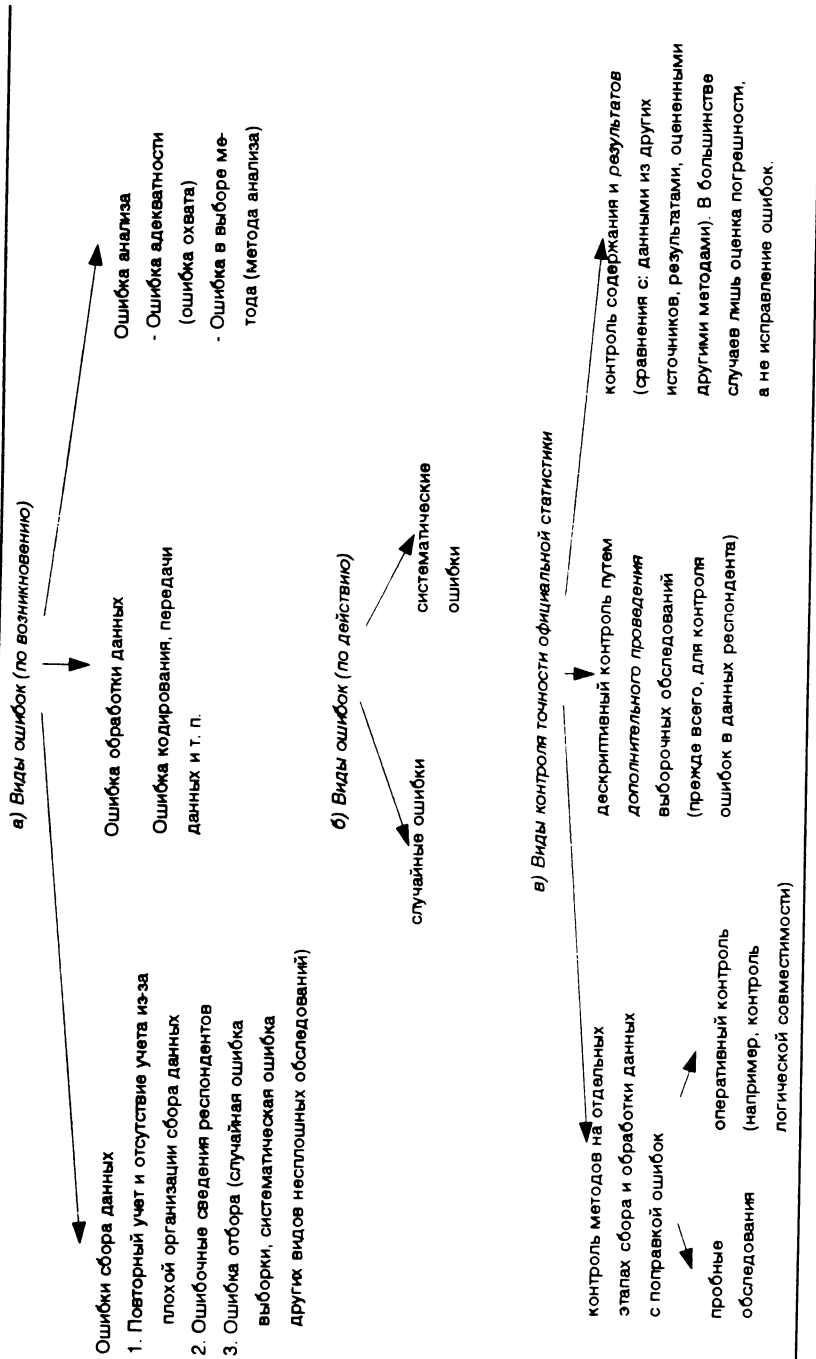 а) Виды ошибок (по возникновению)
Ошибки сбора данных
1. Повторный учет и отсутствие учета из-за
плохой организации сбора данных
2. Ошибочные сведения респондентов
3. Ошибка отбора (случайная ошибка
выборки, систематическая ошибка
других видов несплошных обследований)
Ошибка обработки данных
Ошибка кодирования, передачи
данных и т. п.
Ошибка анализа
- Ошибка адекватности
(ошибка охвата)
- Ошибка в выборе ме-
тода (метода анализа)
б) Виды ошибок (по действию)
случайные ошибки
систематические
ошибки
в) Виды контроля точности официальной статистики
контроль методов на отдельных
этапах сбора и обработки данных
с поправкой ошибок
пробные
обследования
оперативный контроль
(например, контроль
логической совместимости)
дескриптивный контроль путем
дополнительного проведения
выборочных обследований
(прежде всего, для контроля
ошибок в данных респондента)
контроль содержания и результатов
(сравнения с: данными из других
источников, результатами, оцененными
другими методами). В большинстве
случаев лишь оценка погрешности,
а не исправление ошибок.